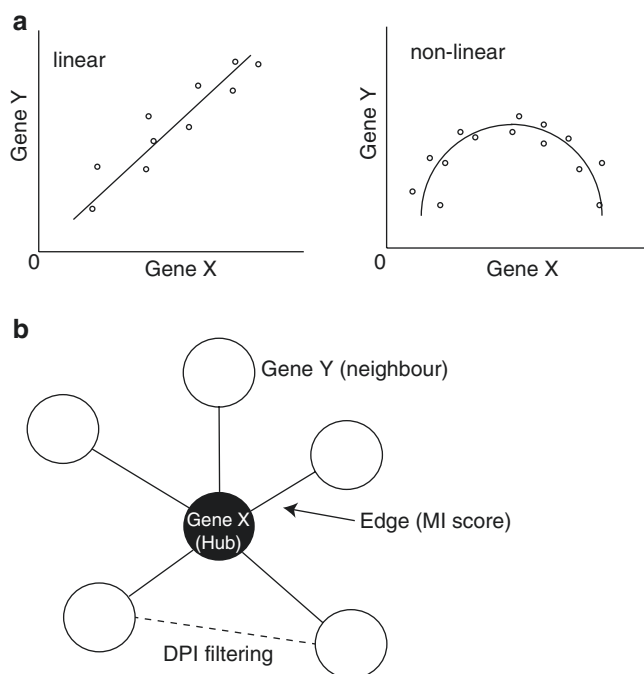 a
linear
Gene Y
0
Gene X
non-linear
Gene Y
0
Gene X
b
Gene Y (neighbour)
Gene X
(Hub)
Edge (MI score)
DPI filtering